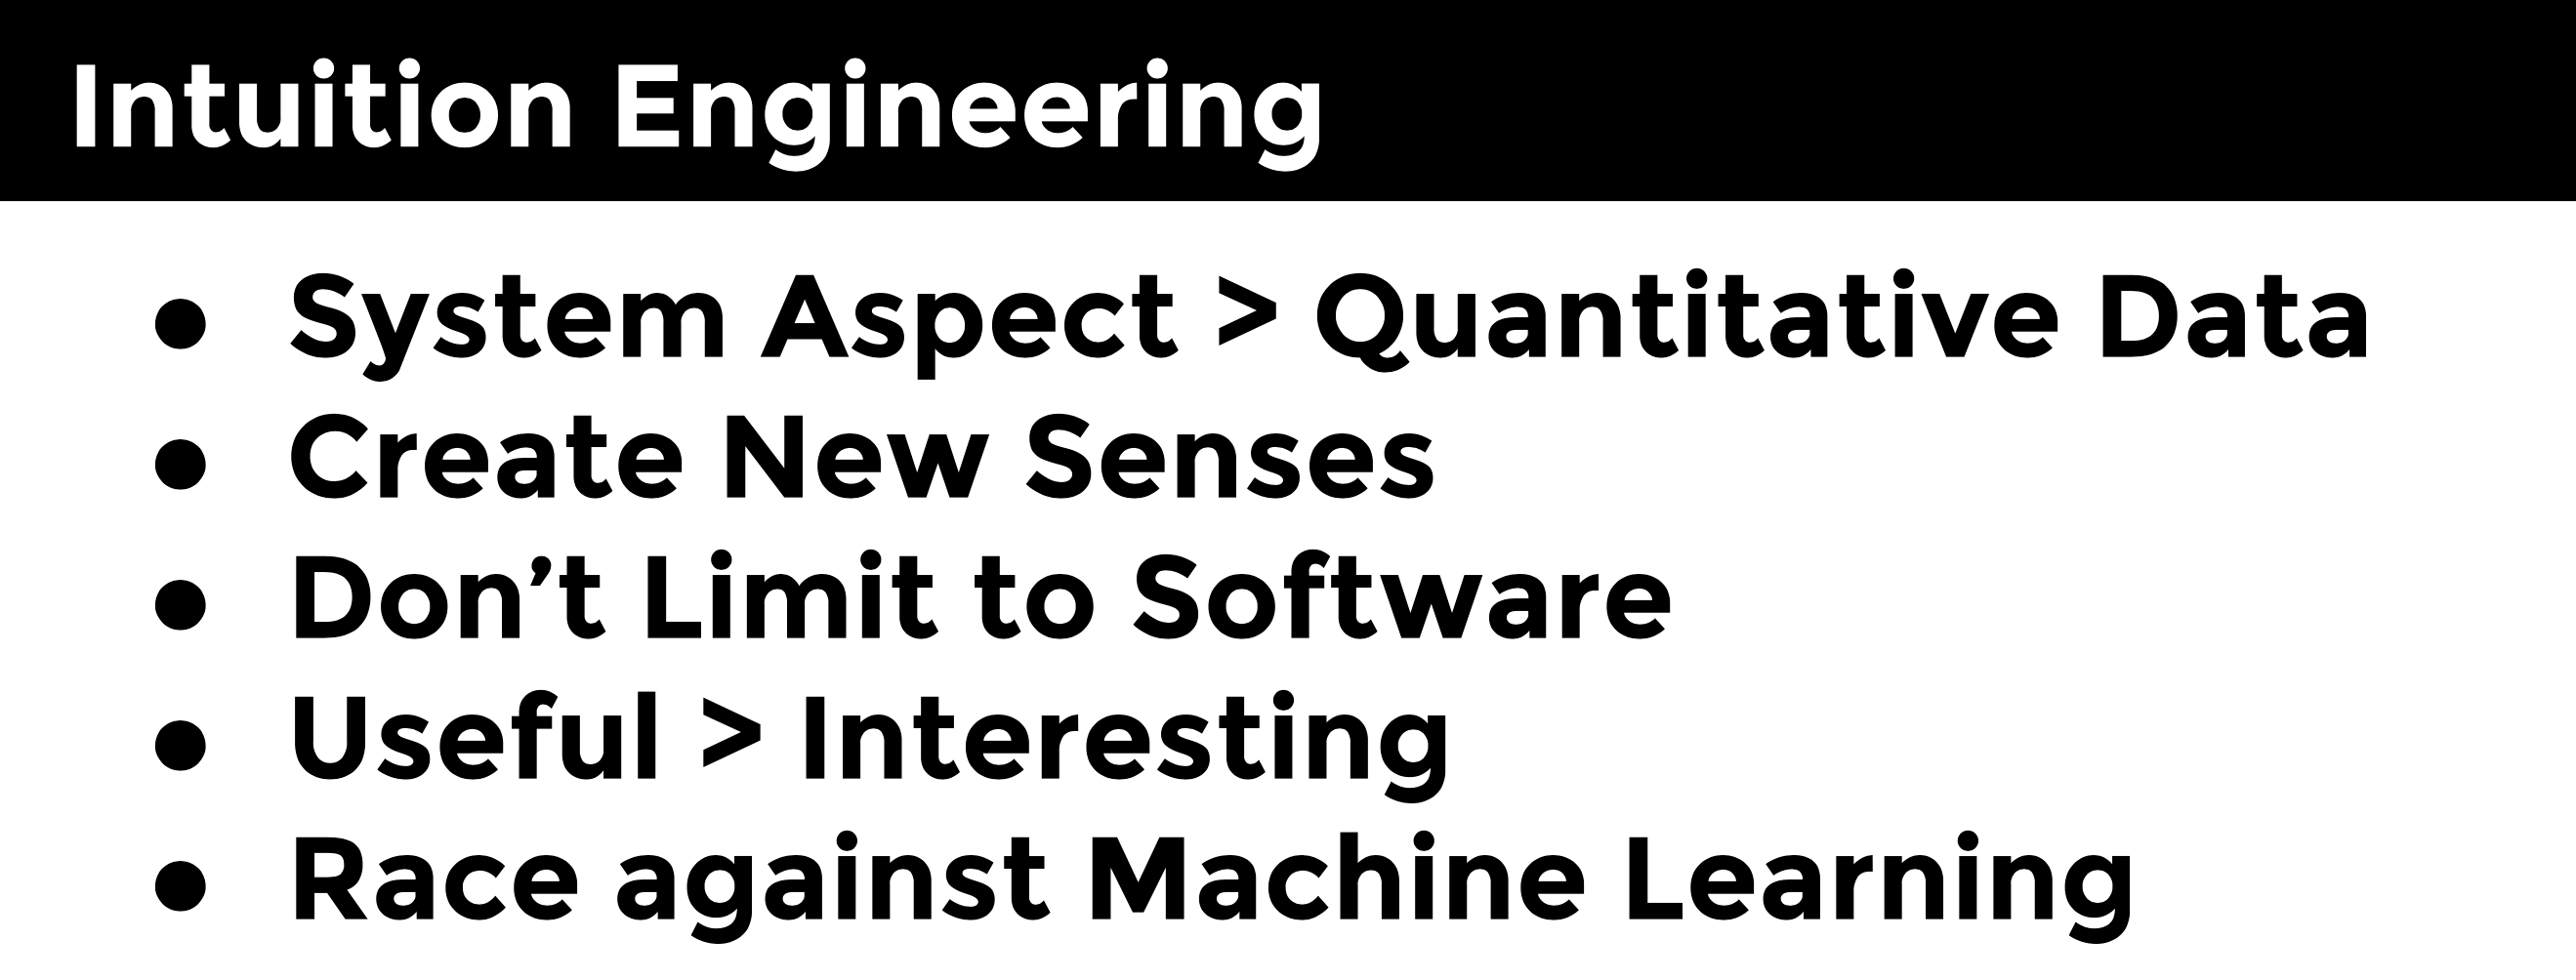 Intuition Engineering
● System Aspect > Quantitative Data
● Create New Senses
● Don’t Limit to Software
● Useful > Interesting
● Race against Machine Learning